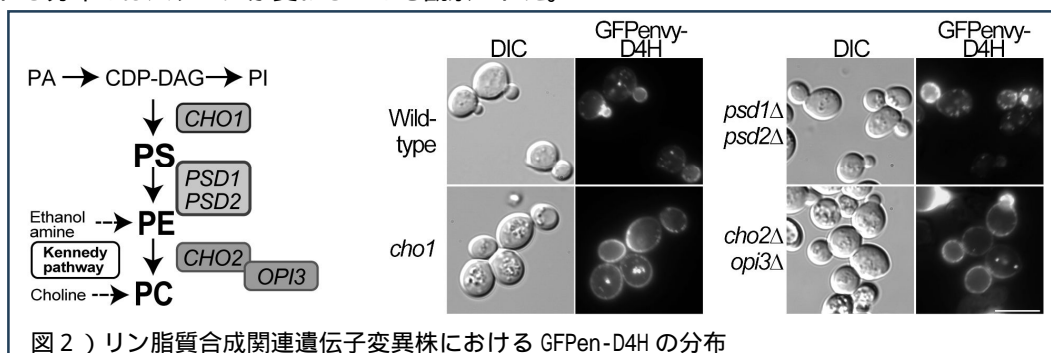 PA → CDP-DAG → PI
CHO1
PS
PSD1
PSD2
Ethanol
amine
PE
Kennedy
pathway
CHO2
OPI3
Choline
PC
DIC
GFPenvy-
D4H
Wild-
type
cho1
DIC
GFPenvy-
D4H
psd1Δ
psd2Δ
cho2Δ
opi3Δ
図2)リン脂質合成関連遺伝子変異株における GFPen-D4H の分布